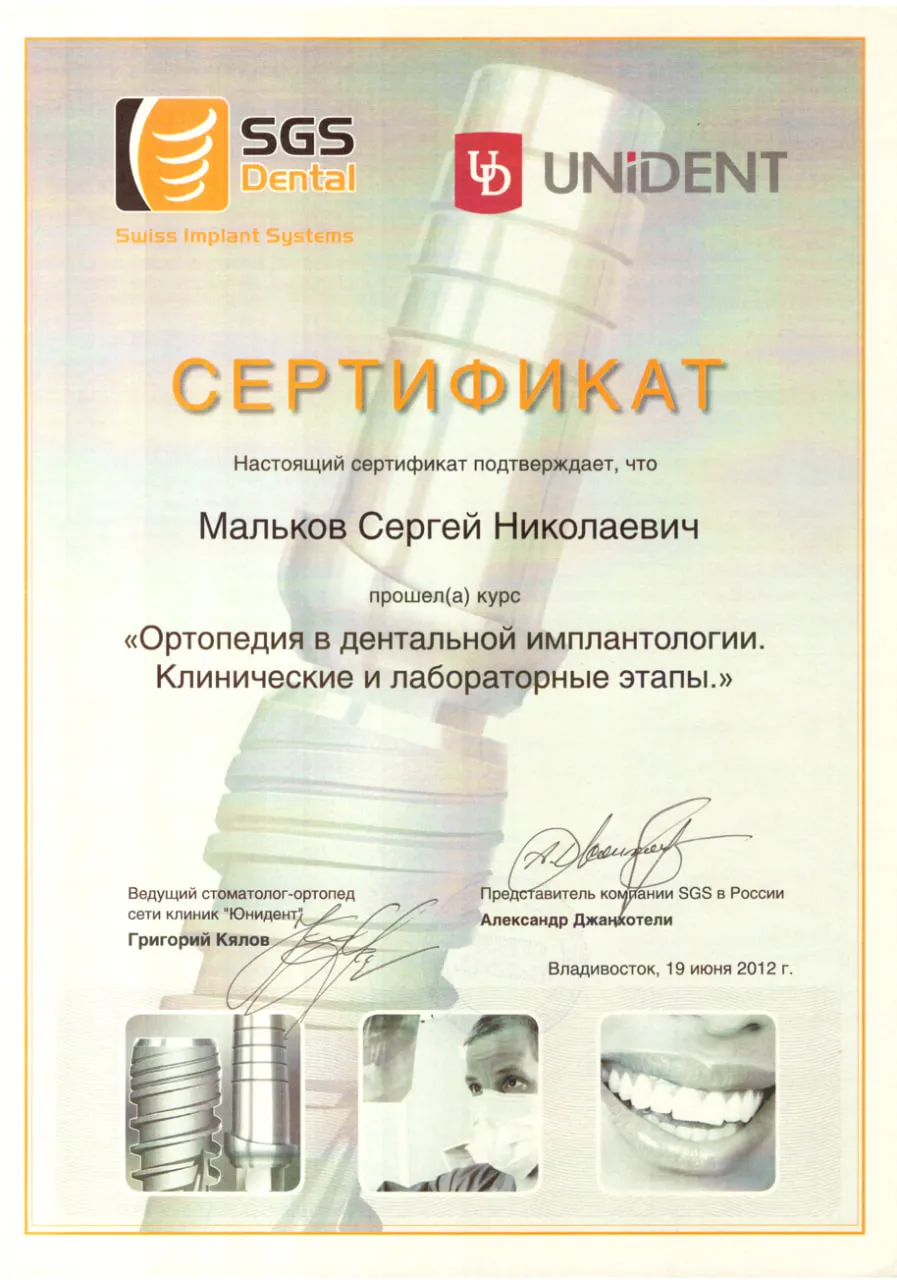 SGS
Dental
Swiss Implant Systems
UD UNiDENT
СЕРТИФИКАТ
Настоящий сертификат подтверждает, что
Мальков Сергей Николаевич
прошел(а) курс
«Ортопедия в дентальной имплантологии.
Клинические и лабораторные этапы.»
Ведущий стоматолог-ортопед
сети клиник "Юнидент"
Григорий Кялов
Представитель компании SGS в России
Александр Джанхотели
Владивосток, 19 июня 2012 г.